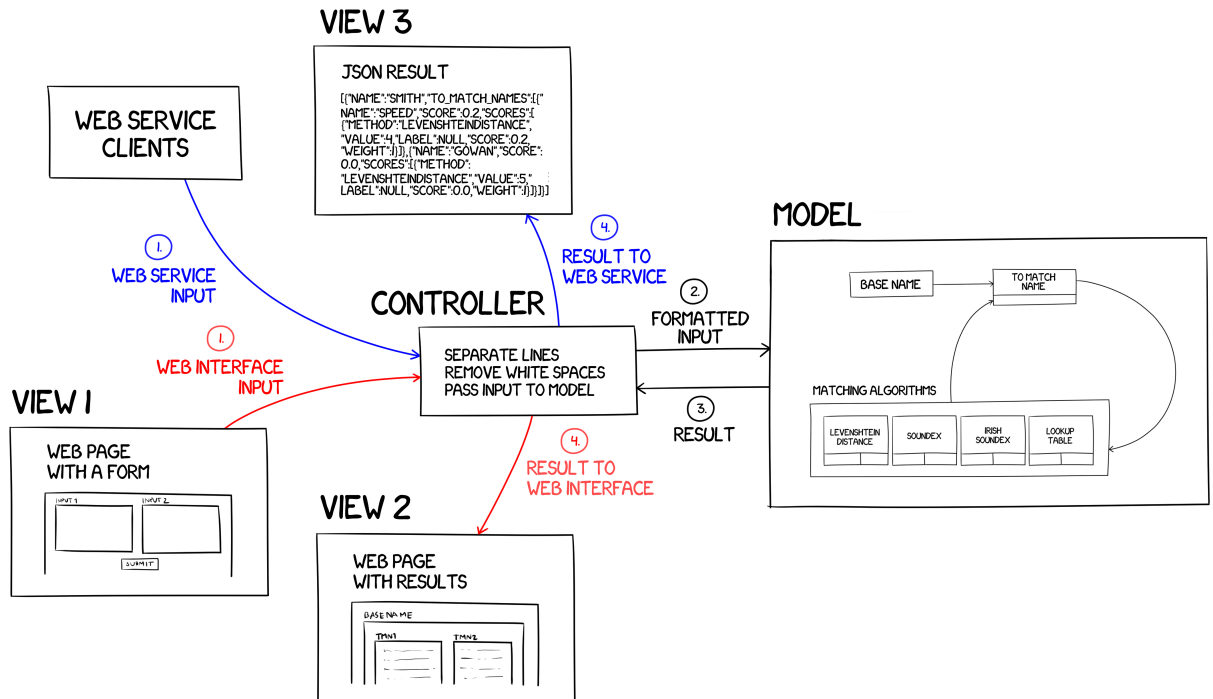 VIEW 3
JSON RESULT
[{"NAME":"SMITH","TO_MATCH_NAMES":[{"
NAME":"SPEED","SCORE":0.2,"SCORES":[
{"METHOD":"LEVENSHTEINDISTANCE",
"VALUE":4,"LABEL":NULL,"SCORE":0.2,
"WEIGHT":1}]},{"NAME":"GOWAN","SCORE":
0.0,"SCORES":[{"METHOD":
"LEVENSHTEINDISTANCE","VALUE":5,"
LABEL":NULL,"SCORE":0.0,"WEIGHT":1}]}]}]
WEB SERVICE
CLIENTS
1.
WEB SERVICE
INPUT
4.
RESULT TO
WEB SERVICE
CONTROLLER
SEPARATE LINES
REMOVE WHITE SPACES
PASS INPUT TO MODEL
1.
WEB INTERFACE
INPUT
2.
FORMATTED
INPUT
3.
RESULT
MODEL
BASE NAME
TO MATCH
NAME
MATCHING ALGORITHMS
LEVENSHTEIN
DISTANCE
SOUNDEX
IRISH
SOUNDEX
LOOKUP
TABLE
VIEW 1
WEB PAGE
WITH A FORM
INPUT 1
INPUT 2
SUBMIT
4.
RESULT TO
WEB INTERFACE
VIEW 2
WEB PAGE
WITH RESULTS
BASE NAME
TMN1
TMN2